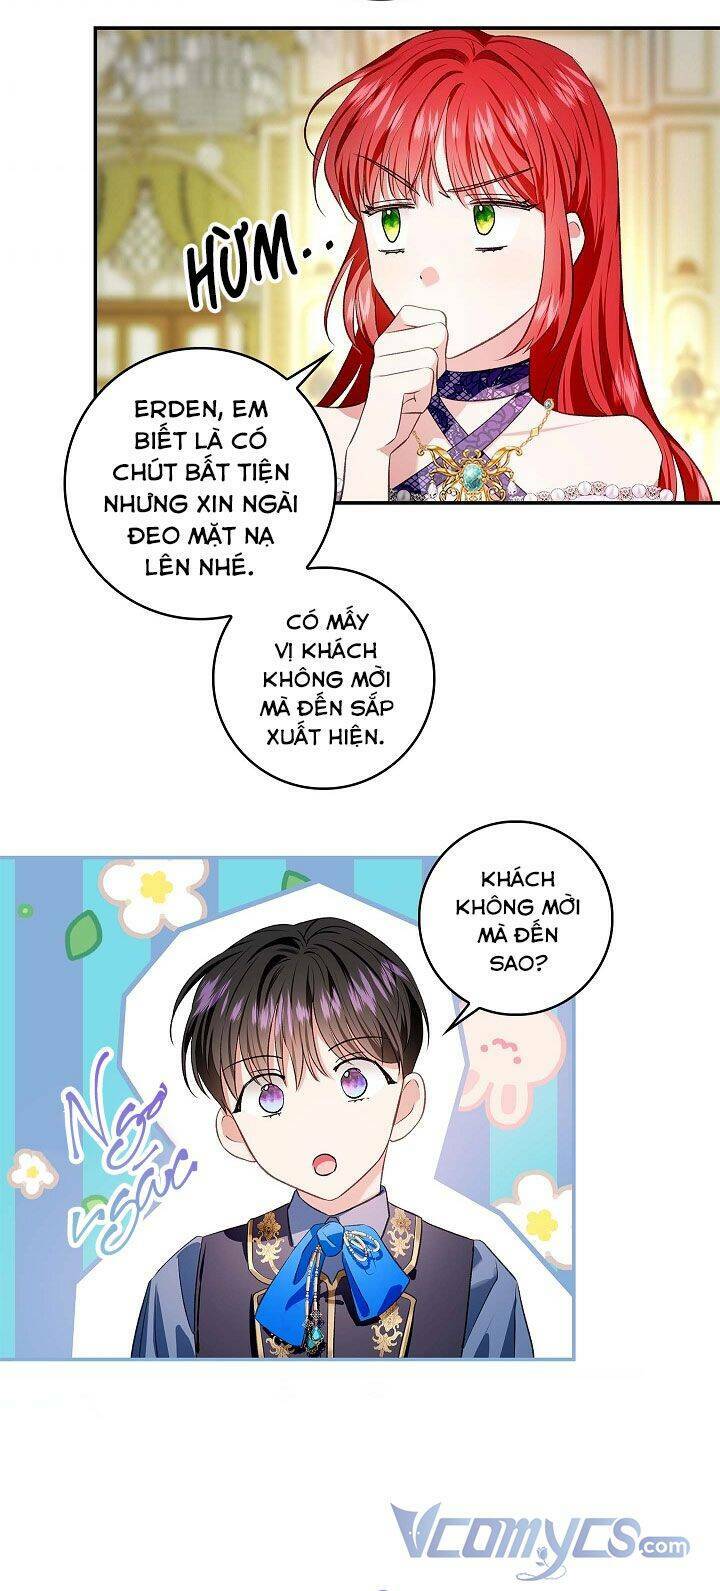 HỪM..
ERDEN, EM
BIẾT LÀ CÓ
CHÚT BẤT TIỆN
NHƯNG XIN NGÀI
ĐEO MẶT NẠ
LÊN NHÉ.
CÓ MẤY
VỊ KHÁCH
KHÔNG MỜI
MÀ ĐẾN SẮP
XUẤT HIỆN.
KHÁCH
KHÔNG MỜI
MÀ ĐẾN
SAO?
Ngơ
ngác
Vcomycs.com